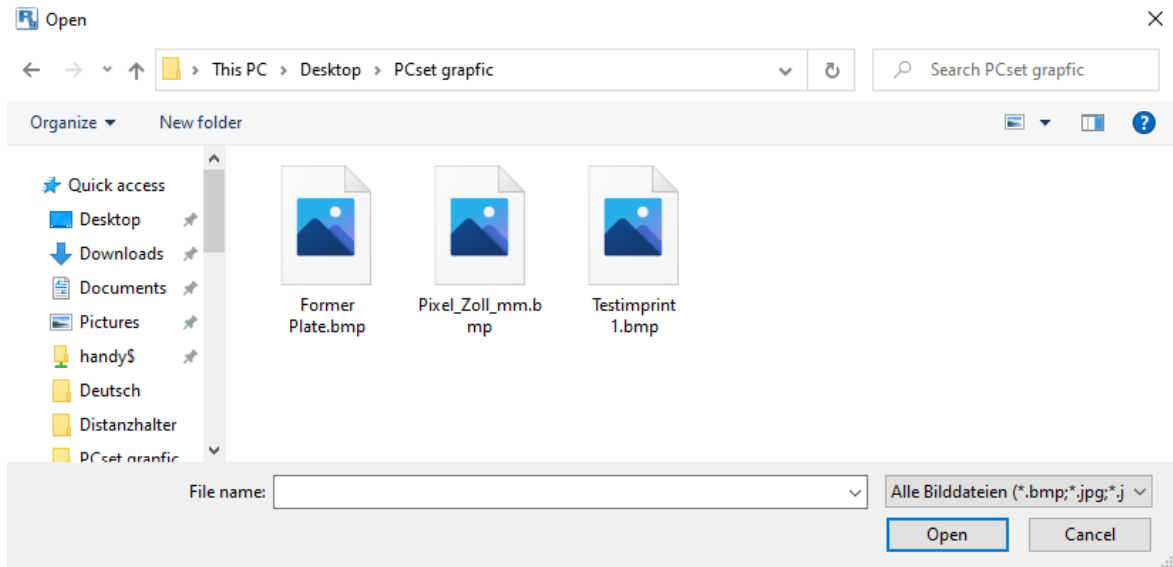 Open
This PC > Desktop > PCset grapfic
Search PCset grapfic
Organize
New folder
Quick access
Desktop
Downloads
Documents
Pictures
handy$
Deutsch
Distanzhalter
PCset grapfic
Former
Plate.bmp
Pixel_Zoll_mm.b
mp
Testimprint
1.bmp
File name:
Alle Bilddateien (*.bmp;*.jpg;*.j
Open
Cancel